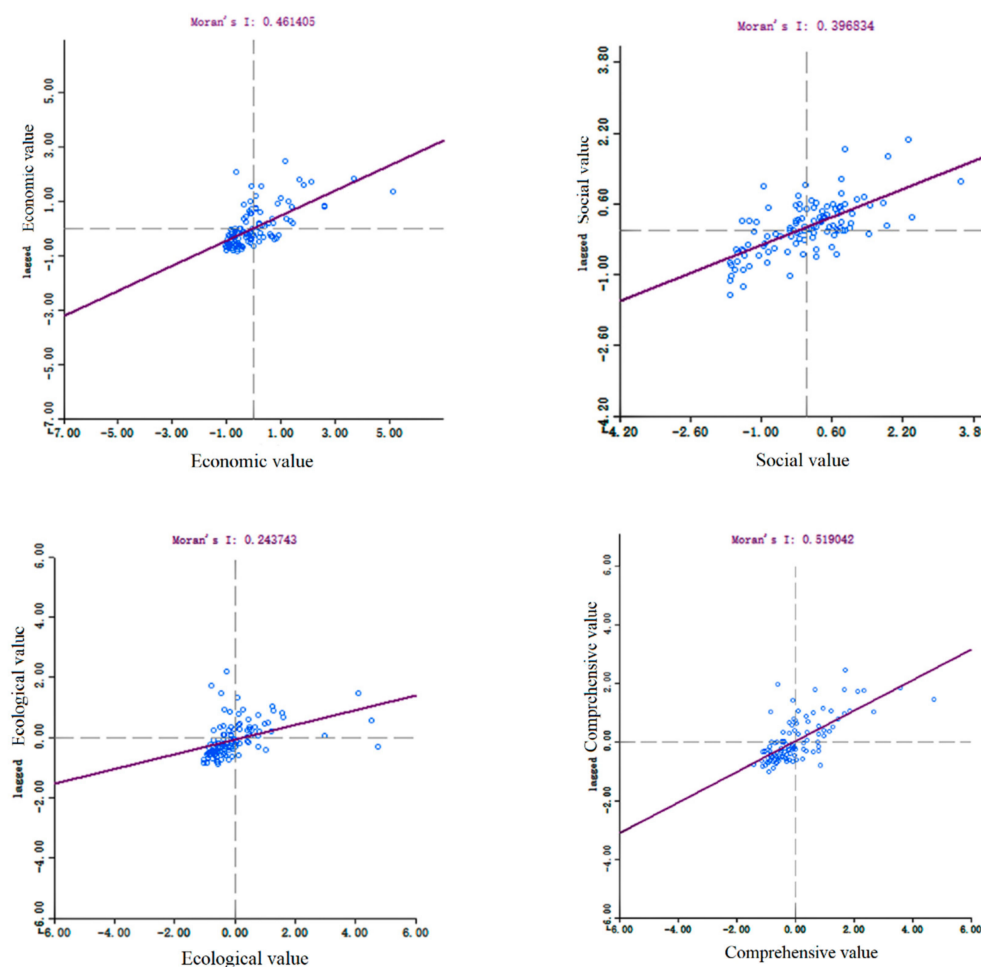 Moran's I: 0.461405
lagged Economic value
5.00
3.00
1.00
-1.00
-3.00
-5.00
-7.00
-7.00 -5.00 -3.00 -1.00 1.00 3.00 5.00
Economic value
Moran's I: 0.396834
lagged Social value
3.80
2.20
0.60
-1.00
-2.60
-4.20
-4.20 -2.60 -1.00 0.60 2.20 3.8
Social value
Moran's I: 0.243743
lagged Ecological value
6.00
4.00
2.00
0.00
-2.00
-4.00
-6.00
-6.00 -4.00 -2.00 0.00 2.00 4.00 6.00
Ecological value
Moran's I: 0.519042
lagged Comprehensive value
6.00
4.00
2.00
0.00
-2.00
-4.00
-6.00
-6.00 -4.00 -2.00 0.00 2.00 4.00 6.00
Comprehensive value